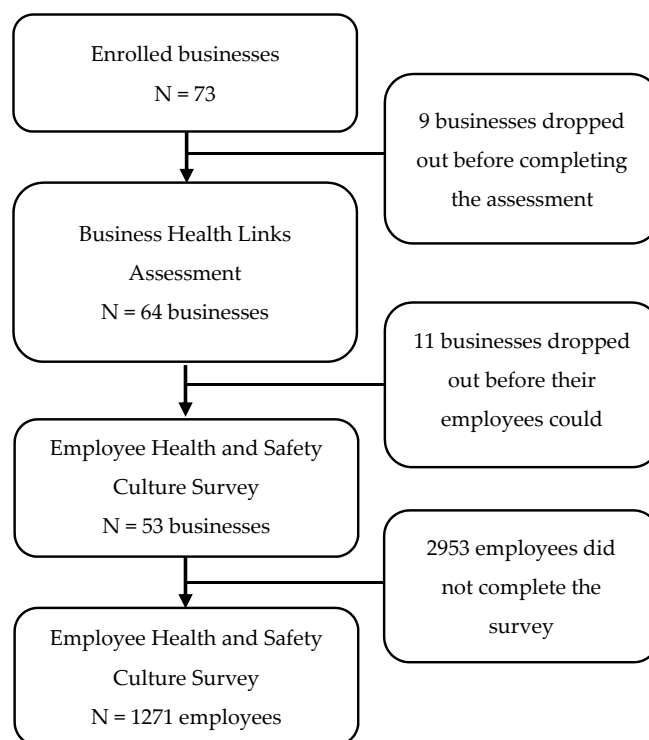 Enrolled businesses
N = 73
9 businesses dropped
out before completing
the assessment
Business Health Links
Assessment
N = 64 businesses
11 businesses dropped
out before their
employees could
Employee Health and Safety
Culture Survey
N = 53 businesses
2953 employees did
not complete the
survey
Employee Health and Safety
Culture Survey
N = 1271 employees